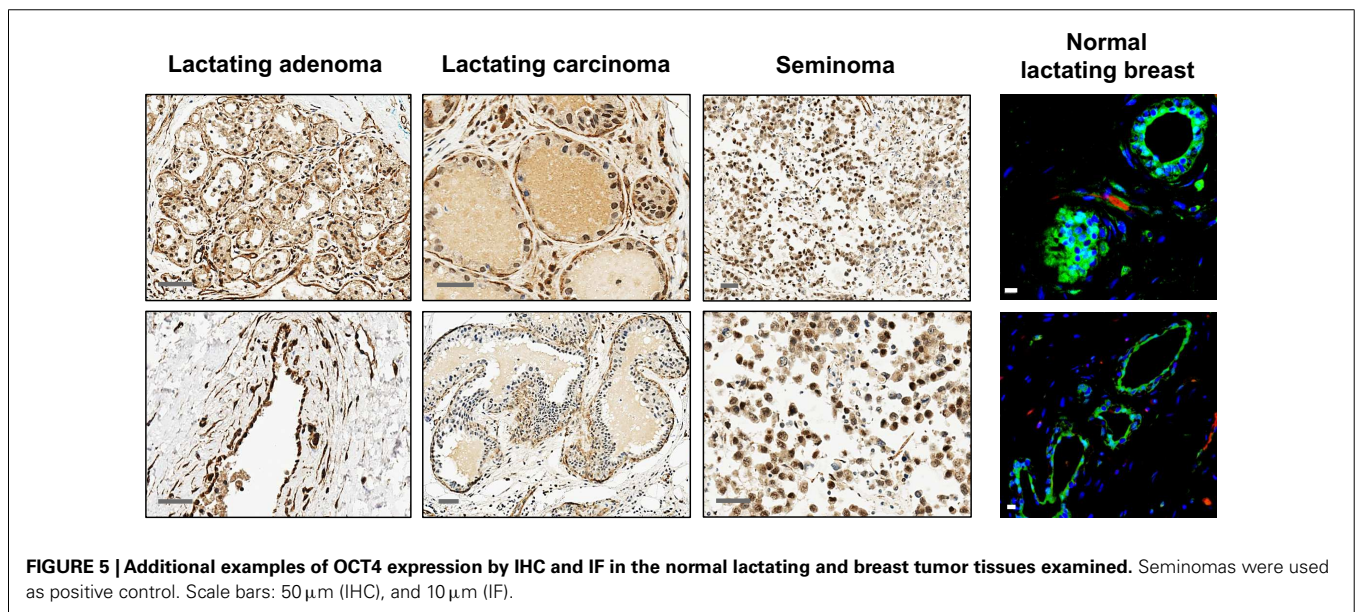 Lactating adenoma
Lactating carcinoma
Seminoma
Normal
lactating breast
FIGURE 5 | Additional examples of OCT4 expression by IHC and IF in the normal lactating and breast tumor tissues examined. Seminomas were used
as positive control. Scale bars: 50 μm (IHC), and 10 μm (IF).